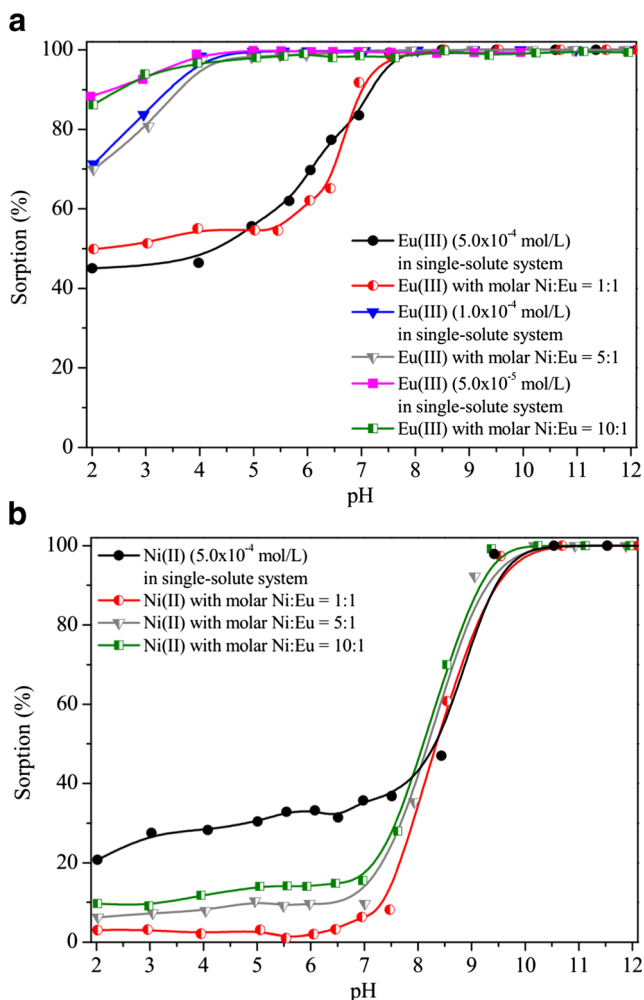 a
100
80
60
40
20
0
Sorption (%)
Eu(III) (5.0x10⁻⁴ mol/L)
in single-solute system
Eu(III) with molar Ni:Eu = 1:1
Eu(III) (1.0x10⁻⁴ mol/L)
in single-solute system
Eu(III) with molar Ni:Eu = 5:1
Eu(III) (5.0x10⁻⁵ mol/L)
in single-solute system
Eu(III) with molar Ni:Eu = 10:1
2 3 4 5 6 7 8 9 10 11 12
pH
b
100
80
60
40
20
0
Sorption (%)
Ni(II) (5.0x10⁻⁴ mol/L)
in single-solute system
Ni(II) with molar Ni:Eu = 1:1
Ni(II) with molar Ni:Eu = 5:1
Ni(II) with molar Ni:Eu = 10:1
2 3 4 5 6 7 8 9 10 11 12
pH